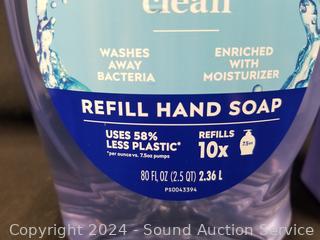 clean
WASHES
AWAY
BACTERIA
ENRICHED
WITH
MOISTURIZER
REFILL HAND SOAP
USES 58%
LESS PLASTIC*
*per ounce vs. 7.5oz pumps
REFILLS
10x
7.5oz
80 FL OZ (2.5 QT) 2.36 L
PS0043394
Copyright © 2024 - Sound Auction Service